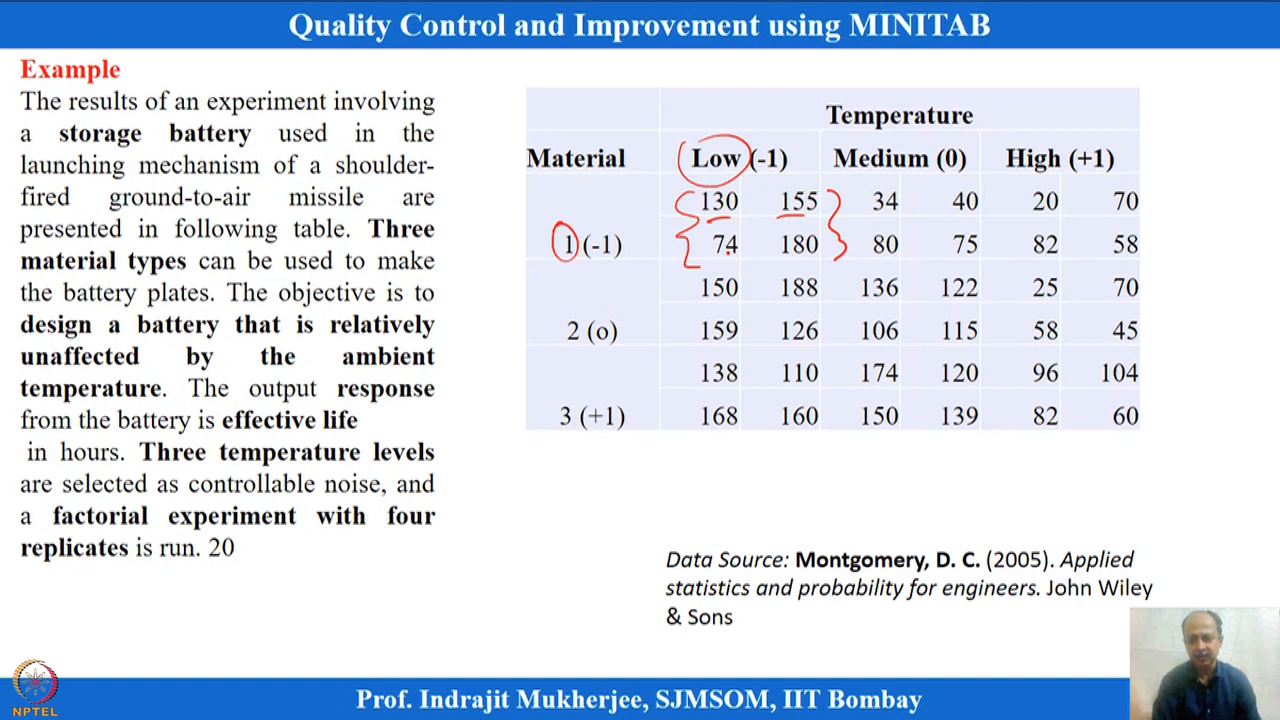 Quality Control and Improvement using MINITAB
Example
The results of an experiment involving
a storage battery used in the
launching mechanism of a shoulder-
fired ground-to-air missile are
presented in following table. Three
material types can be used to make
the battery plates. The objective is to
design a battery that is relatively
unaffected by the ambient
temperature. The output response
from the battery is effective life
in hours. Three temperature levels
are selected as controllable noise, and
a factorial experiment with four
replicates is run. 20
Temperature
Material Low (-1) Medium (0) High (+1)
130 155 34 40 20 70
1 (-1) 74 180 80 75 82 58
150 188 136 122 25 70
2 (o) 159 126 106 115 58 45
138 110 174 120 96 104
3 (+1) 168 160 150 139 82 60
Data Source: Montgomery, D. C. (2005). Applied
statistics and probability for engineers. John Wiley
& Sons
NPTEL
Prof. Indrajit Mukherjee, SJMSOM, IIT Bombay